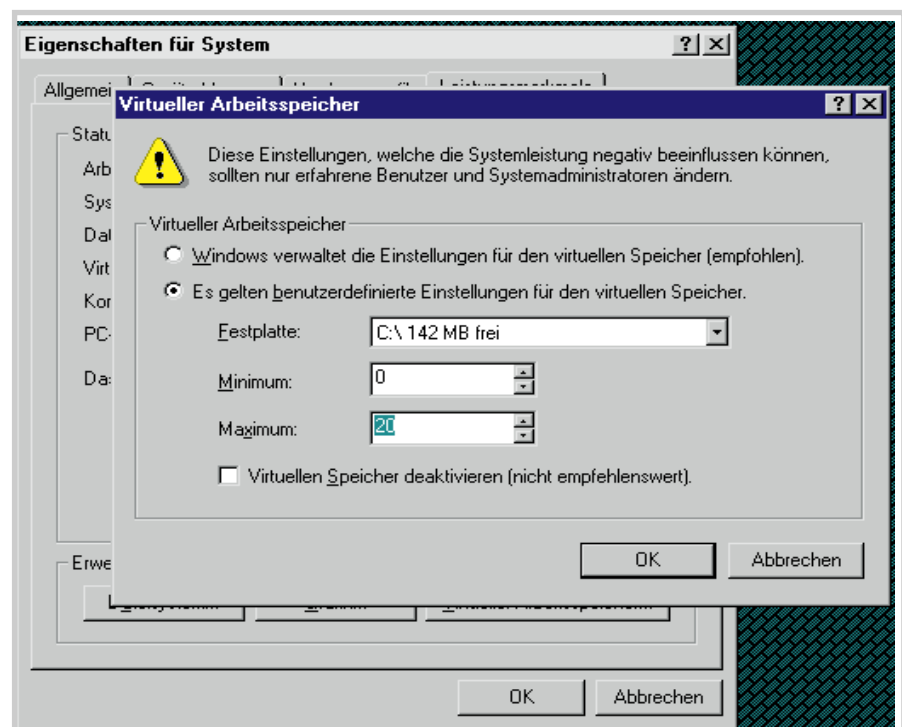 Eigenschaften für System
Allgemei
Virtueller Arbeitsspeicher
Statu
Diese Einstellungen, welche die Systemleistung negativ beeinflussen können,
sollten nur erfahrene Benutzer und Systemadministratoren ändern.
Arb
Sys
Dat
Virt
Kor
PC-
Das
Virtueller Arbeitsspeicher
Windows verwaltet die Einstellungen für den virtuellen Speicher (empfohlen).
Es gelten benutzerdefinierte Einstellungen für den virtuellen Speicher.
Festplatte: C:\ 142 MB frei
Minimum: 0
Maximum: 20
Virtuellen Speicher deaktivieren (nicht empfehlenswert).
OK Abbrechen
Erwe
OK Abbrechen